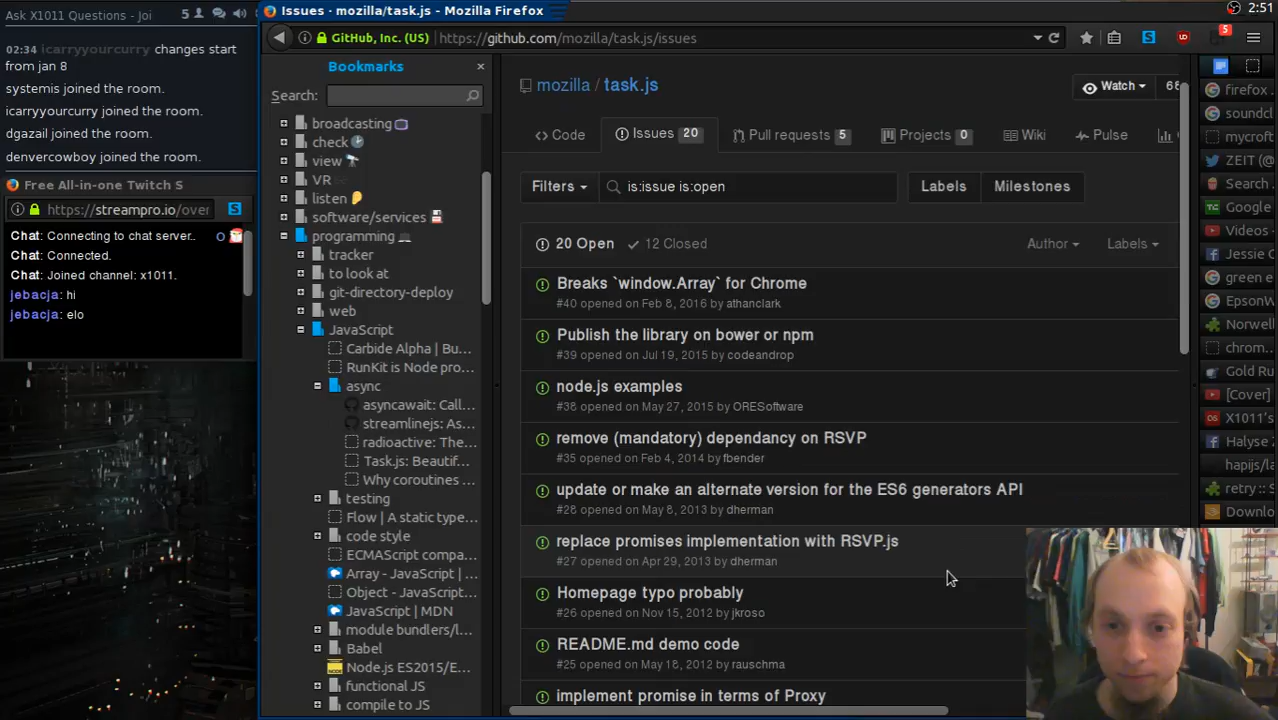 Ask X1011 Questions - Joi
5
02:34 icarryyourcurry changes start
from jan 8
systemis joined the room.
icarryyourcurry joined the room.
dgazail joined the room.
denvercowboy joined the room.
Free All-in-one Twitch S
https://streampro.io/over
Chat: Connecting to chat server..
Chat: Connected.
Chat: Joined channel: x1011.
jebacja: hi
jebacja: elo
Issues · mozilla/task.js - Mozilla Firefox
2:51
GitHub, Inc. (US)
https://github.com/mozilla/task.js/issues
5
Bookmarks
Search:
broadcasting
check
view
VR
listen
software/services
programming
tracker
to look at
git-directory-deploy
web
JavaScript
Carbide Alpha | Bu...
RunKit is Node pro...
async
asyncawait: Call...
streamlinejs: As...
radioactive: The...
Task.js: Beautif...
Why coroutines ...
testing
Flow | A static type...
code style
ECMAScript compa...
Array - JavaScript | ...
Object - JavaScript...
JavaScript | MDN
module bundlers/l...
Babel
Node.js ES2015/E...
functional JS
compile to JS
mozilla / task.js
Watch
68
Code
Issues 20
Pull requests 5
Projects 0
Wiki
Pulse
Filters
is:issue is:open
Labels
Milestones
20 Open
12 Closed
Author
Labels
Breaks `window.Array` for Chrome
#40 opened on Feb 8, 2016 by athanclark
Publish the library on bower or npm
#39 opened on Jul 19, 2015 by codeandrop
node.js examples
#38 opened on May 27, 2015 by ORESoftware
remove (mandatory) dependancy on RSVP
#35 opened on Feb 4, 2014 by fbender
update or make an alternate version for the ES6 generators API
#28 opened on May 8, 2013 by dherman
replace promises implementation with RSVP.js
#27 opened on Apr 29, 2013 by dherman
Homepage typo probably
#26 opened on Nov 15, 2012 by jkroso
README.md demo code
#25 opened on May 18, 2012 by rauschma
implement promise in terms of Proxy
firefox
soundcl
mycroft
ZEIT (@
Search
Google
Videos -
Jessie C
green e
EpsonW
Norwell
chrom...
Gold Ru
[Cover]
X1011's
Halyse Z
hapijs/la
retry::
Downlo